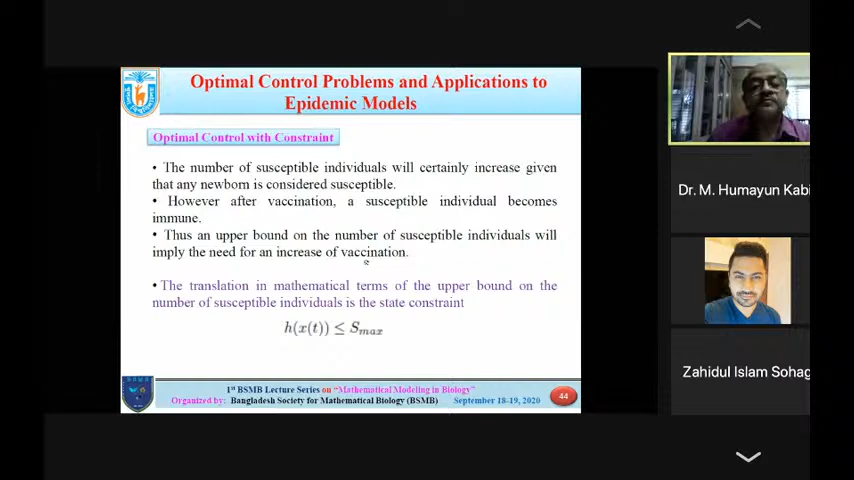 Optimal Control Problems and Applications to
Epidemic Models
Optimal Control with Constraint
• The number of susceptible individuals will certainly increase given
that any newborn is considered susceptible.
• However after vaccination, a susceptible individual becomes
immune.
• Thus an upper bound on the number of susceptible individuals will
imply the need for an increase of vaccination.
• The translation in mathematical terms of the upper bound on the
number of susceptible individuals is the state constraint
h(x(t)) ≤ Smax
1st BSMB Lecture Series on "Mathematical Modeling in Biology"
Organized by: Bangladesh Society for Mathematical Biology (BSMB) September 18-19, 2020
44
Dr. M. Humayun Kabi
Zahidul Islam Sohag